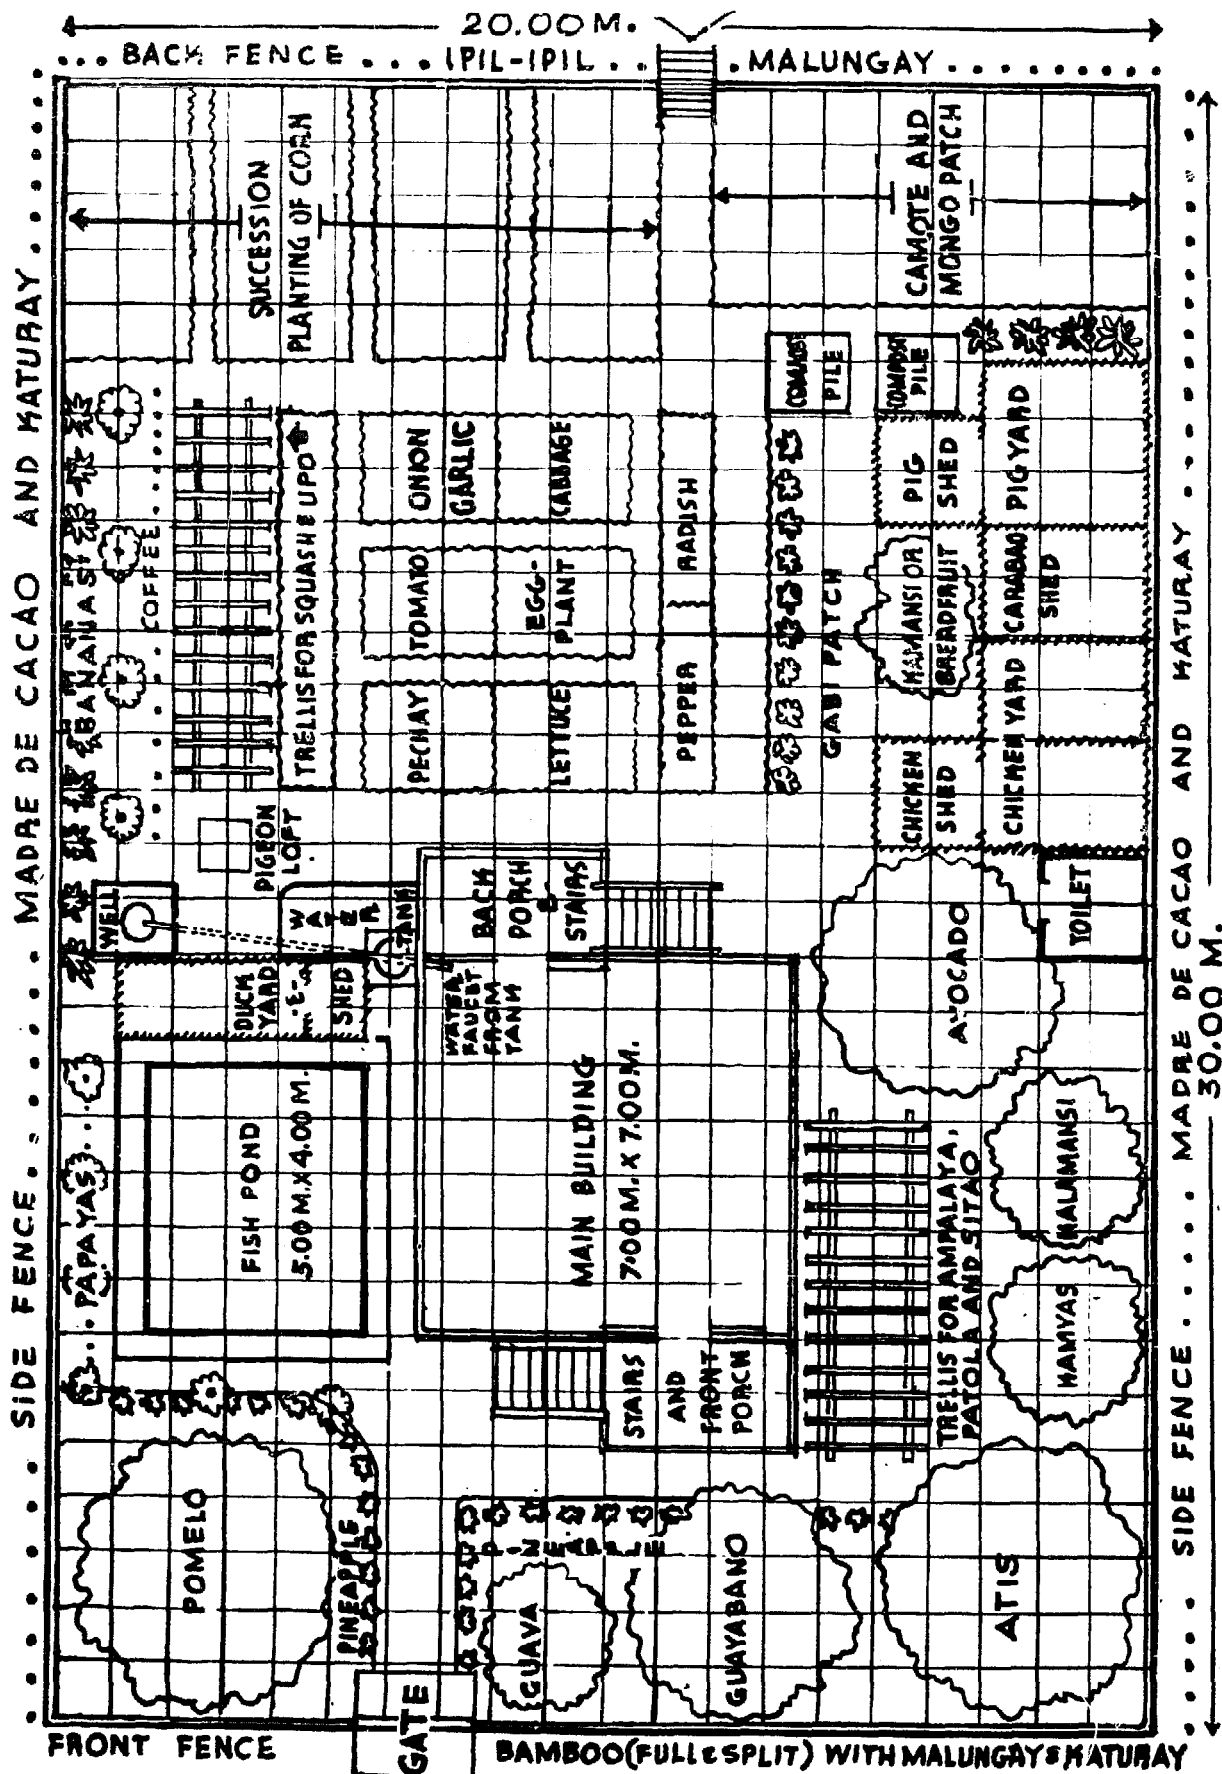 20.00 M.
BACK FENCE ... IPIL-IPIL ... MALUNGAY
SIDE FENCE ... MADRE DE CACAO AND KATURAY
SIDE FENCE ... MADRE DE CACAO AND KATURAY
30.00 M.
SUCCESSION
PLANTING OF CORN
CAMOTE AND
MONGO PATCH
BANANAS
COFFEE
TRELLIS FOR SQUASH & UPO
ONION
GARLIC
CABBAGE
TOMATO
EGG-
PLANT
PECHAY
LETTUCE
RADISH
PEPPER
GABI PATCH
COMPOST
PILE
COMPOST
PILE
PIG
SHED
PIG YARD
KAMANSI OR
BREADFRUIT
CARABAO
SHED
CHICKEN
SHED
CHICKEN YARD
PIGEON
LOFT
WELL
WATER
TANK
BACK
PORCH
&
STAIRS
AVOCADO
TOILET
DUCK
YARD
-&-
SHED
WATER
FAUCET
FROM
TANK
PAPAYAS
FISH POND
5.00 M. X 4.00 M.
MAIN BUILDING
7.00 M. X 7.00 M.
TRELLIS FOR AMPALAYA,
PATOLA AND SITAO
KALAMANSI
KAMYAS
STAIRS
AND
FRONT
PORCH
POMELO
PINEAPPLE
PINEAPPLE
GUAVA
GUAYABANO
ATIS
GATE
FRONT FENCE
BAMBOO (FULL & SPLIT) WITH MALUNGAY & KATURAY